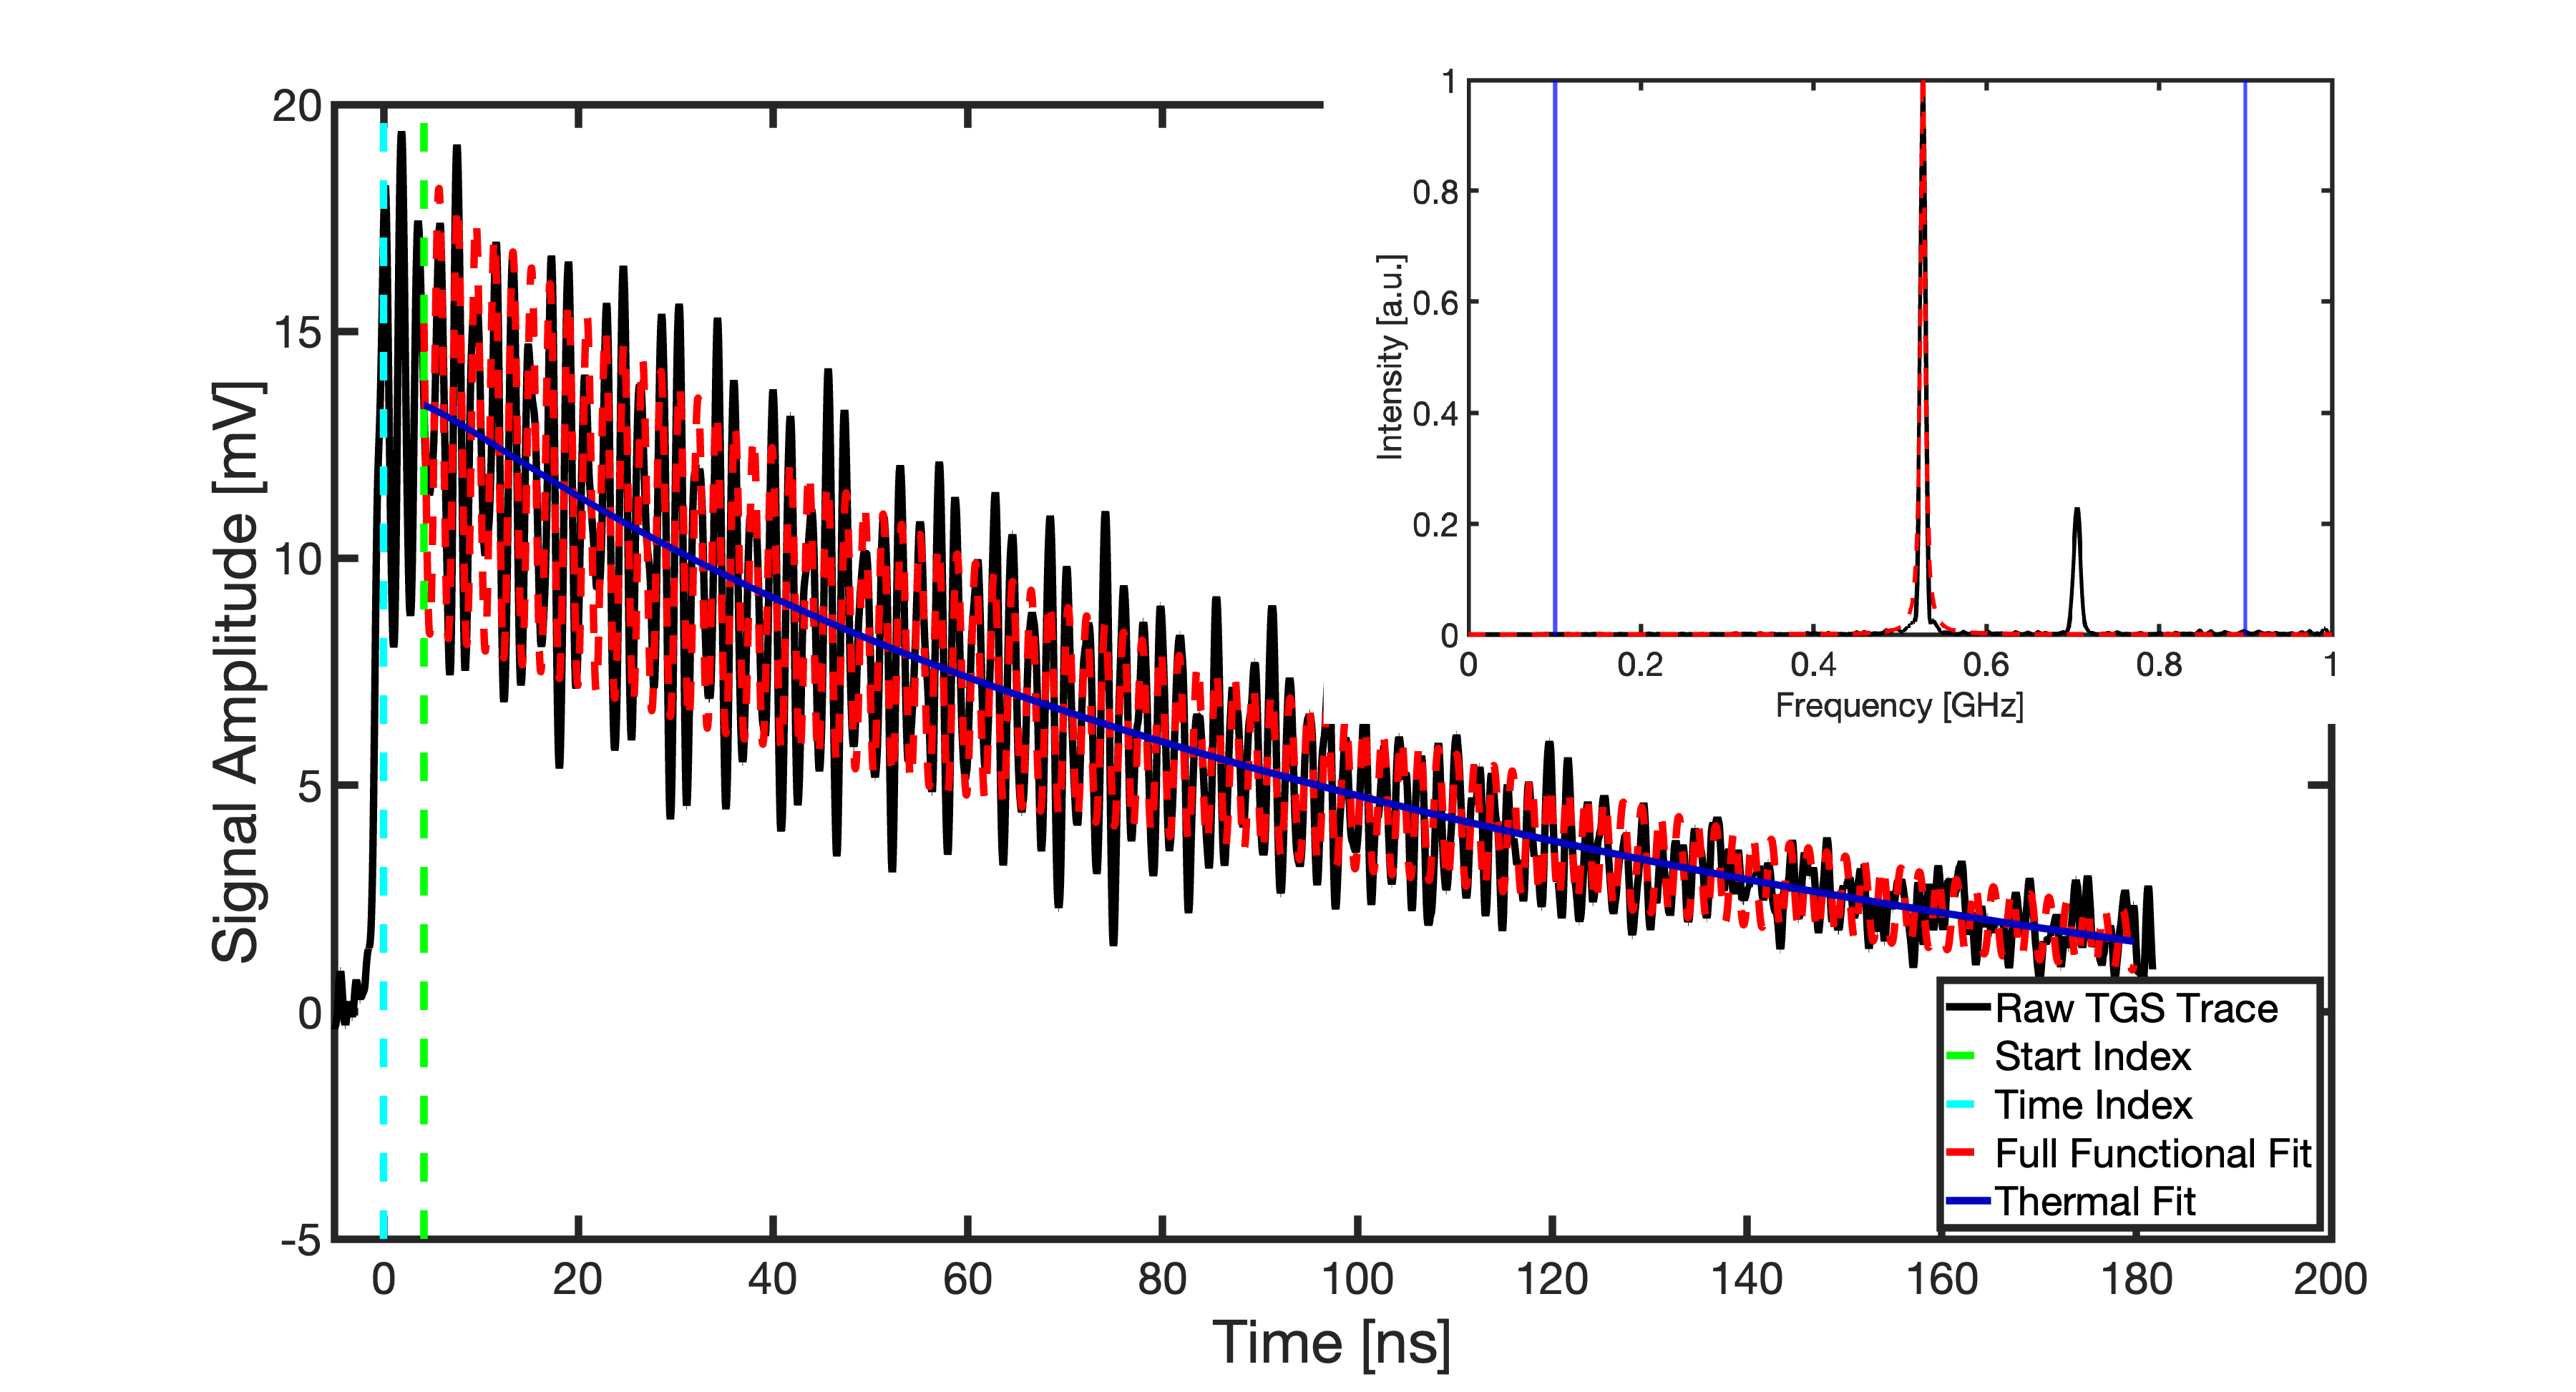 20
15
10
5
0
-5
Signal Amplitude [mV]
0 20 40 60 80 100 120 140 160 180 200
Time [ns]
1
0.8
0.6
0.4
0.2
0
Intensity [a.u.]
0 0.2 0.4 0.6 0.8 1
Frequency [GHz]
Raw TGS Trace
Start Index
Time Index
Full Functional Fit
Thermal Fit